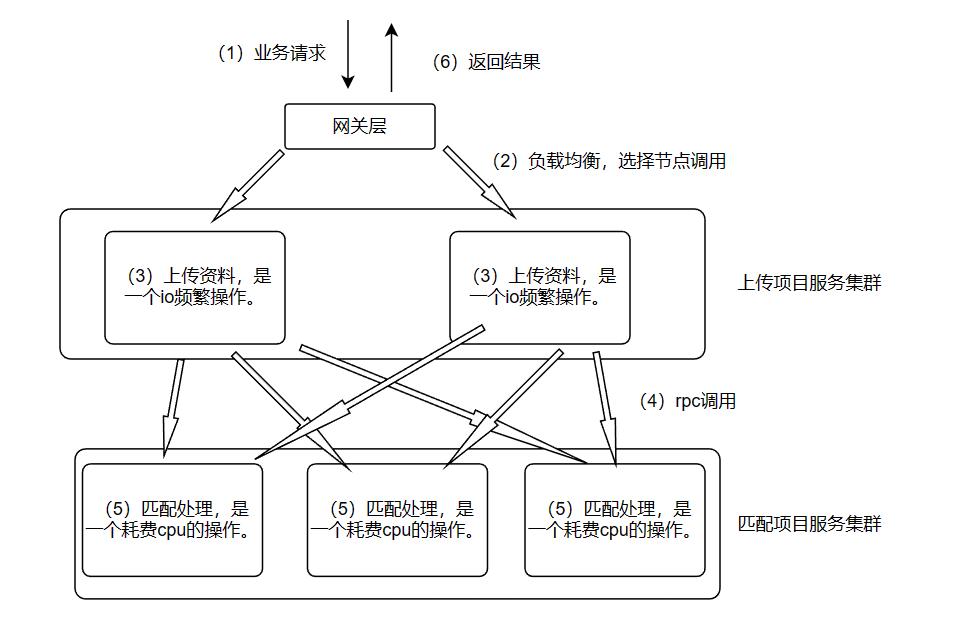 （1）业务请求
（6）返回结果
网关层
（2）负载均衡，选择节点调用
（3）上传资料，是
一个io频繁操作。
（3）上传资料，是
一个io频繁操作。
上传项目服务集群
（4）rpc调用
（5）匹配处理，是
一个耗费cpu的操作。
（5）匹配处理，是
一个耗费cpu的操作。
（5）匹配处理，是
一个耗费cpu的操作。
匹配项目服务集群